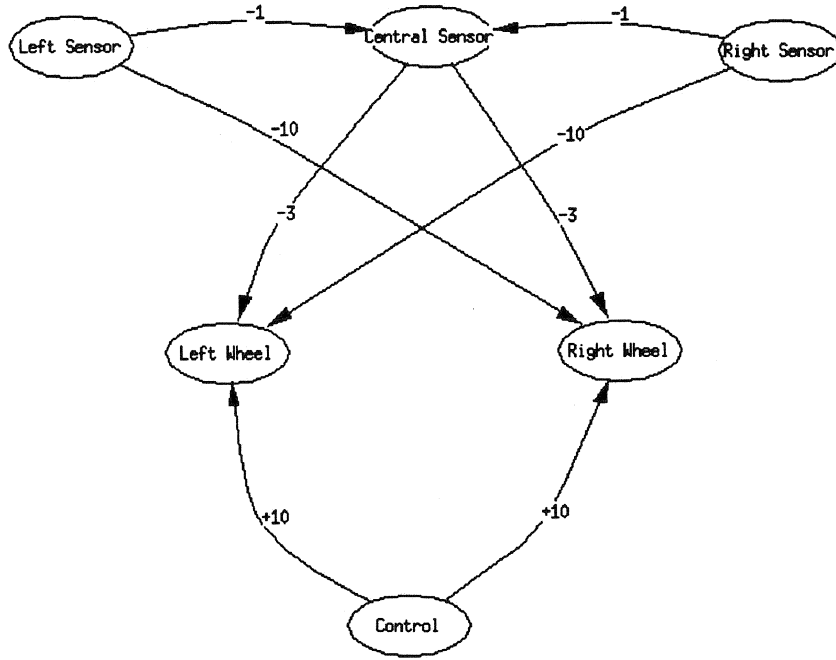 -1
-1
Left Sensor
Central Sensor
Right Sensor
-10
-10
-3
-3
Left Wheel
Right Wheel
+10
+10
Control